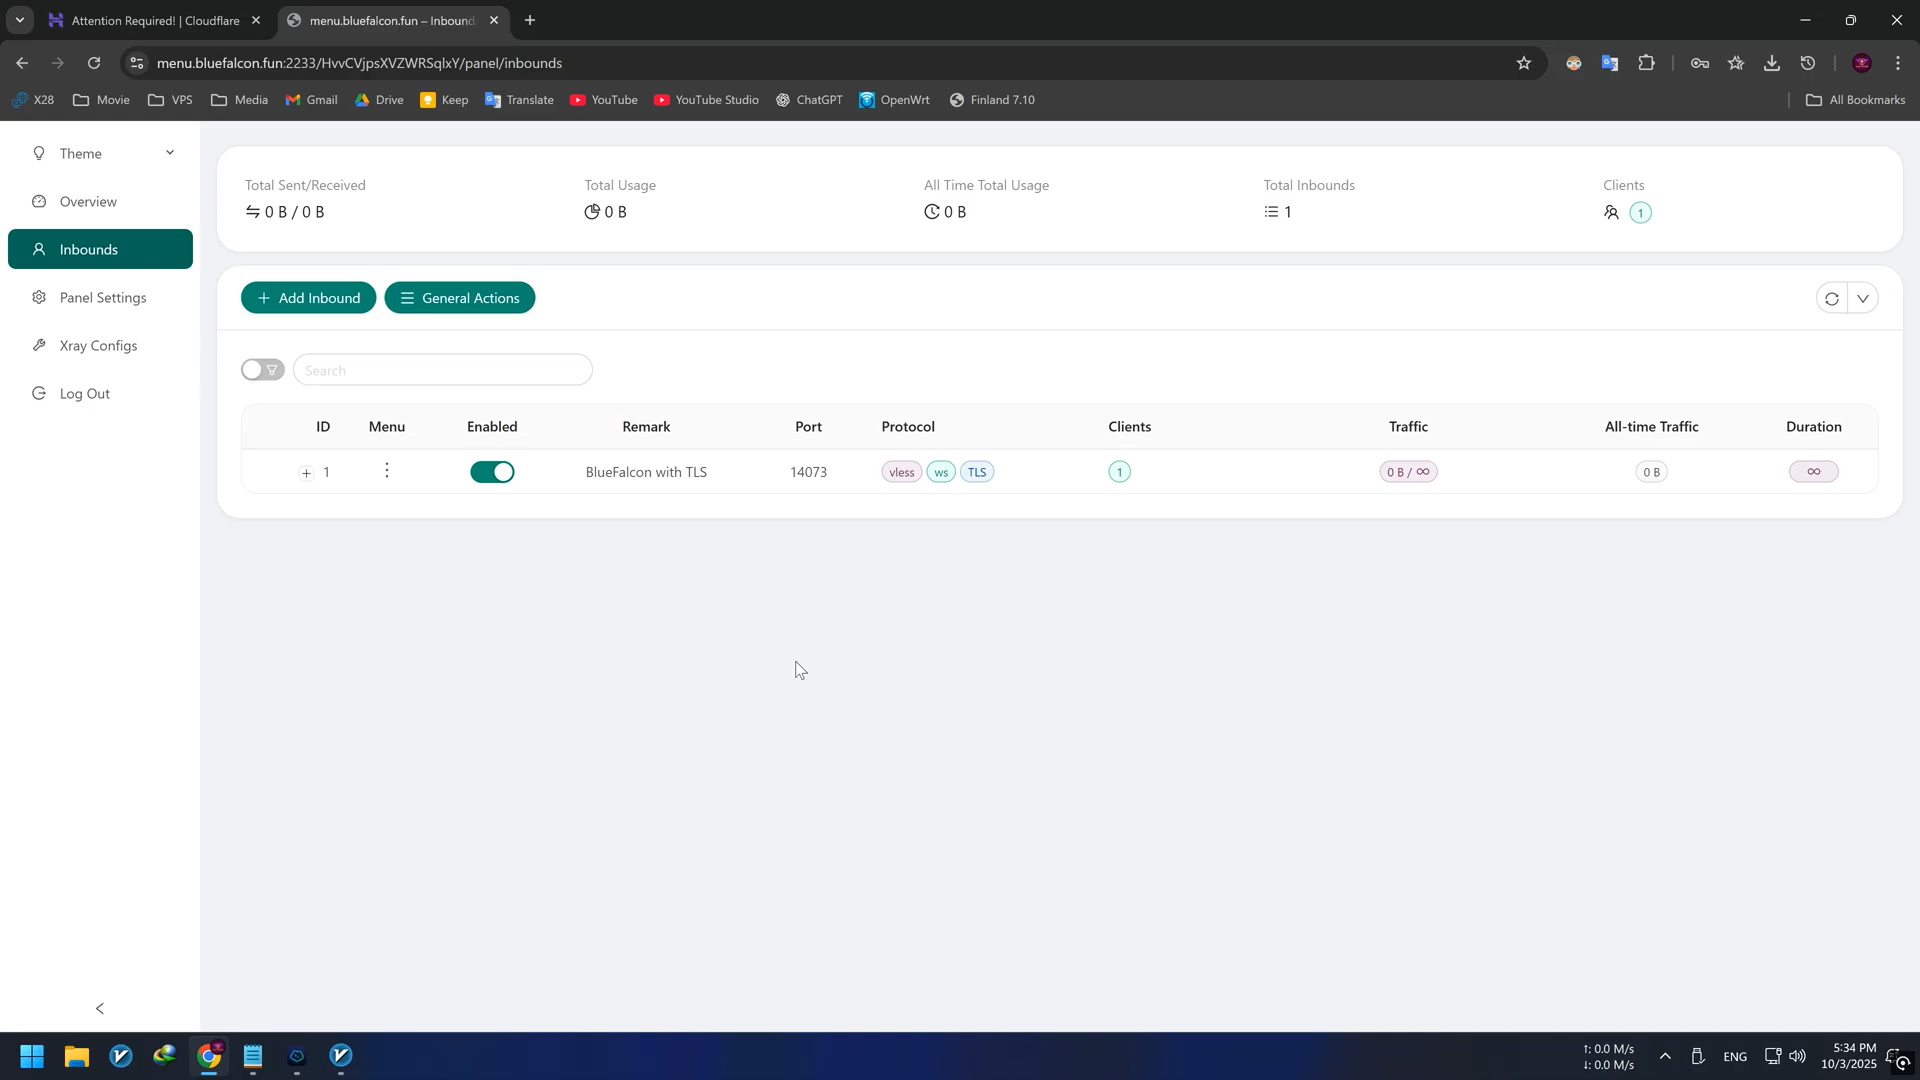 Attention Required! | Cloudflare
menu.bluefalcon.fun – Inbound
menu.bluefalcon.fun:2233/HvvCVjpsXVZWRSqlxY/panel/inbounds
X28 Movie VPS Media Gmail Drive Keep Translate YouTube YouTube Studio ChatGPT OpenWrt Finland 7.10 All Bookmarks
Theme
Overview
Inbounds
Panel Settings
Xray Configs
Log Out
Total Sent/Received Total Usage All Time Total Usage Total Inbounds Clients
0 B / 0 B 0 B 0 B 1 1
Add Inbound General Actions
Search
ID Menu Enabled Remark Port Protocol Clients Traffic All-time Traffic Duration
1 BlueFalcon with TLS 14073 vless ws TLS 1 0 B / ∞ 0 B ∞
↑: 0.0 M/s
↓: 0.0 M/s
ENG
5:34 PM
10/3/2025